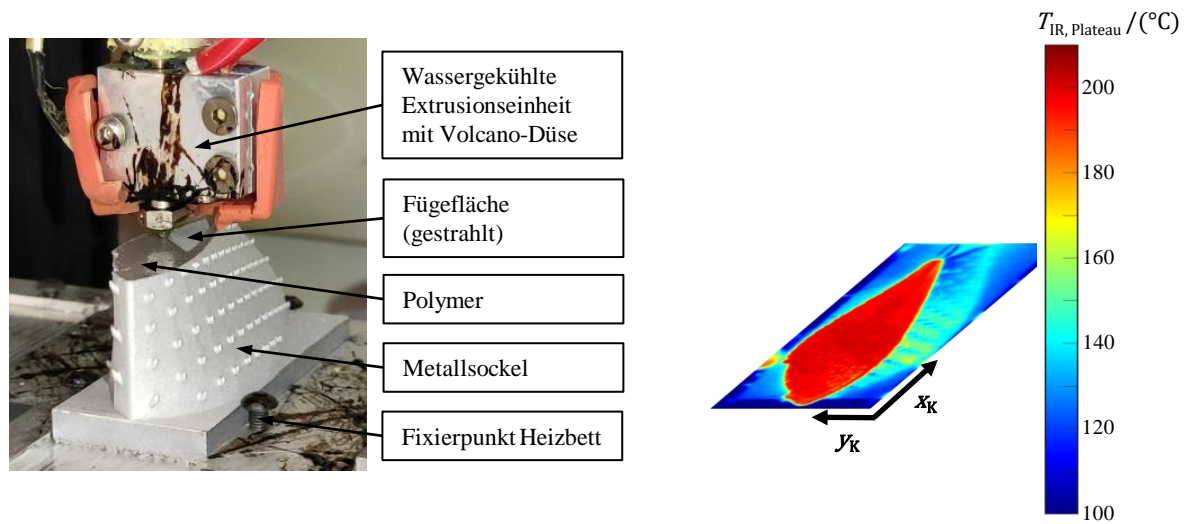 Wassergekühlte
Extrusionseinheit
mit Volcano-Düse
Fügefläche
(gestrahlt)
Polymer
Metallsockel
Fixierpunkt Heizbett
T_IR, Plateau /(°C)
200
180
160
140
120
100
x_K
y_K